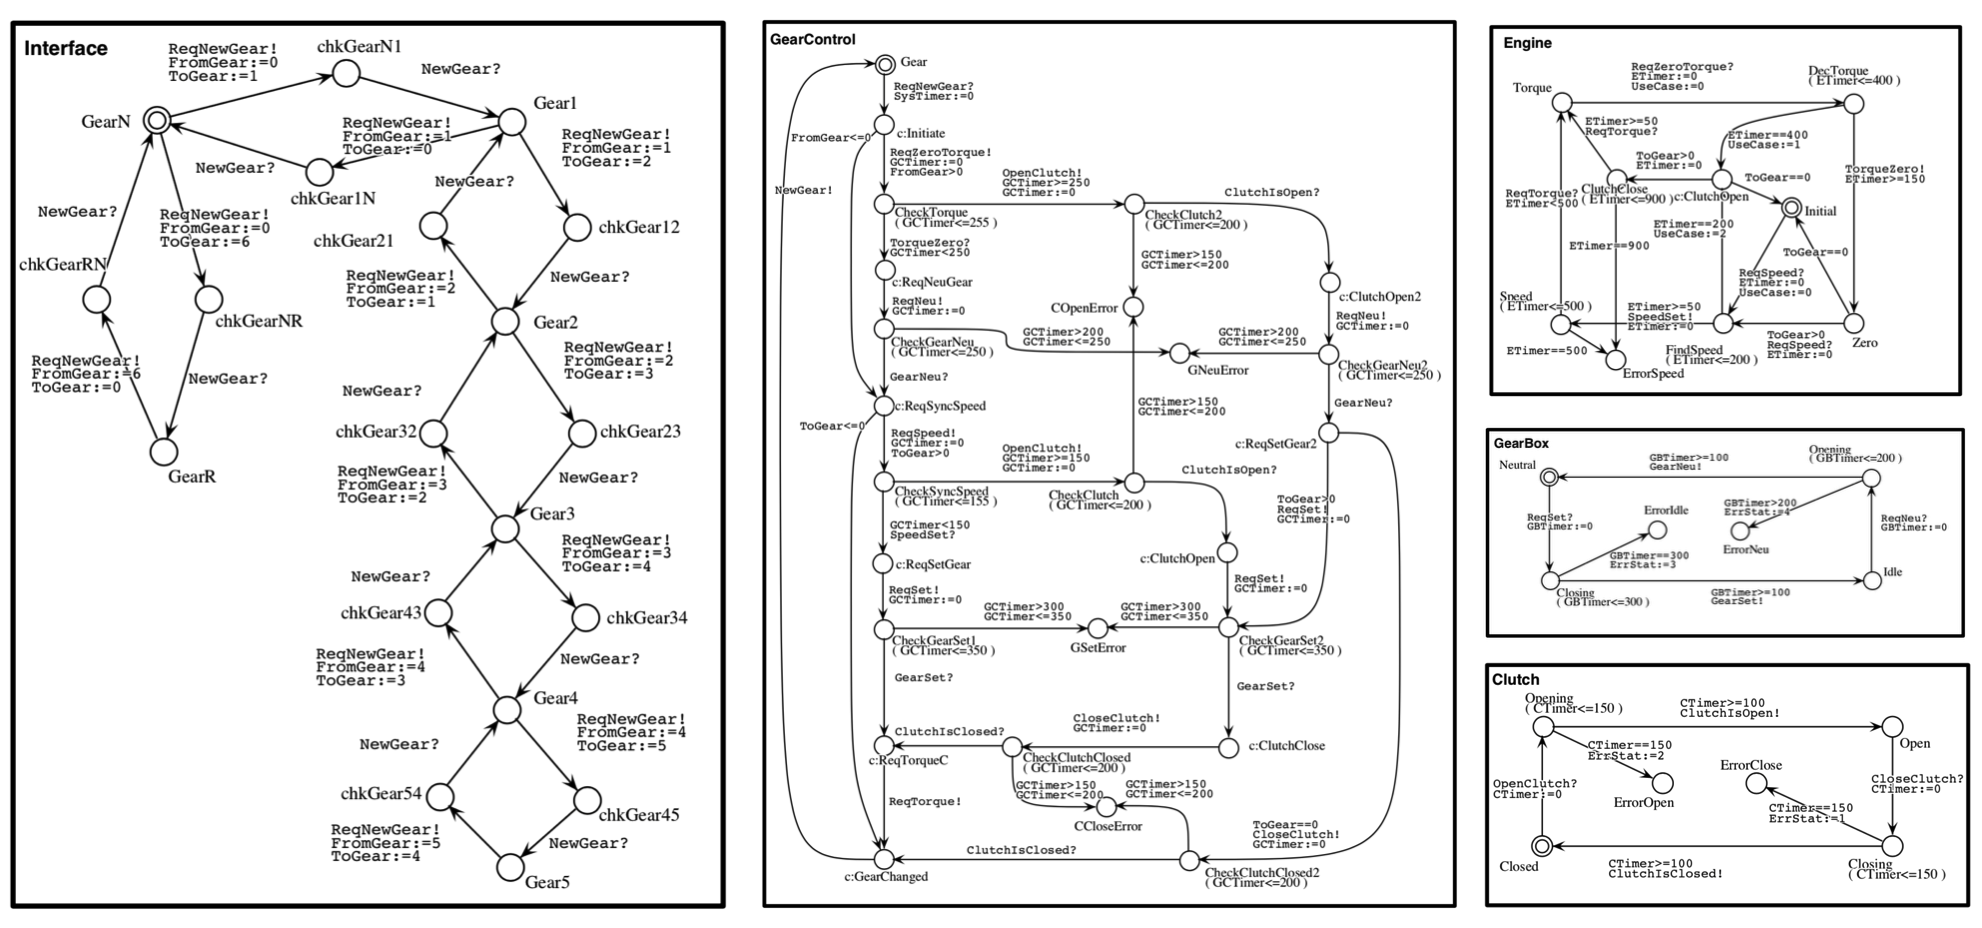 Interface
ReqNewGear!
FromGear:=0
ToGear:=1
chkGearN1
NewGear?
GearN
Gear1
ReqNewGear!
FromGear:=1
ToGear:=0
ReqNewGear!
FromGear:=1
ToGear:=2
NewGear?
NewGear?
chkGear1N
NewGear?
ReqNewGear!
FromGear:=0
ToGear:=6
chkGear21
chkGear12
chkGearRN
ReqNewGear!
FromGear:=2
ToGear:=1
NewGear?
chkGearNR
Gear2
ReqNewGear!
FromGear:=6
ToGear:=0
NewGear?
ReqNewGear!
FromGear:=2
ToGear:=3
NewGear?
chkGear32
chkGear23
GearR
ReqNewGear!
FromGear:=3
ToGear:=2
NewGear?
Gear3
ReqNewGear!
FromGear:=3
ToGear:=4
NewGear?
chkGear43
chkGear34
ReqNewGear!
FromGear:=4
ToGear:=3
NewGear?
Gear4
ReqNewGear!
FromGear:=4
ToGear:=5
NewGear?
chkGear54
chkGear45
ReqNewGear!
FromGear:=5
ToGear:=4
NewGear?
Gear5
GearControl
Gear
ReqNewGear?
SysTimer:=0
FromGear<=0
c:Initiate
ReqZeroTorque!
GCTimer:=0
FromGear>0
OpenClutch!
GCTimer>=250
GCTimer:=0
ClutchIsOpen?
NewGear!
CheckTorque
( GCTimer<=255 )
CheckClutch2
( GCTimer<=200 )
TorqueZero?
GCTimer<250
GCTimer>150
GCTimer<=200
c:ReqNeuGear
c:ClutchOpen2
ReqNeu!
GCTimer:=0
COpenError
ReqNeu!
GCTimer:=0
CheckGearNeu
( GCTimer<=250 )
GCTimer>200
GCTimer<=250
GCTimer>200
GCTimer<=250
GNeuError
CheckGearNeu2
( GCTimer<=250 )
GearNeu?
c:ReqSyncSpeed
GCTimer>150
GCTimer<=200
GearNeu?
ToGear<=0
ReqSpeed!
GCTimer:=0
ToGear>0
OpenClutch!
GCTimer>=150
GCTimer:=0
c:ReqSetGear2
ClutchIsOpen?
CheckSyncSpeed
( GCTimer<=155 )
CheckClutch
( GCTimer<=200 )
ToGear>0
ReqSet!
GCTimer:=0
GCTimer<150
SpeedSet?
c:ReqSetGear
c:ClutchOpen
ReqSet!
GCTimer:=0
ReqSet!
GCTimer:=0
GCTimer>300
GCTimer<=350
GCTimer>300
GCTimer<=350
CheckGearSet1
( GCTimer<=350 )
GSetError
CheckGearSet2
( GCTimer<=350 )
GearSet?
GearSet?
ClutchIsClosed?
CloseClutch!
GCTimer:=0
c:ReqTorqueC
CheckClutchClosed
( GCTimer<=200 )
c:ClutchClose
GCTimer>150
GCTimer<=200
GCTimer>150
GCTimer<=200
ReqTorque!
CCloseError
ToGear==0
CloseClutch!
GCTimer:=0
ClutchIsClosed?
c:GearChanged
CheckClutchClosed2
( GCTimer<=200 )
Engine
ReqZeroTorque?
ETimer:=0
UseCase:=0
Torque
DecTorque
( ETimer<=400 )
ETimer>=50
ReqTorque?
ETimer==400
UseCase:=1
ToGear>0
ETimer:=0
TorqueZero!
ETimer>=150
ToGear==0
ReqTorque?
ETimer<500
ClutchClose
( ETimer<=900 )
c:ClutchOpen
Initial
ETimer==200
UseCase:=2
ETimer==900
ToGear==0
ReqSpeed?
ETimer:=0
UseCase:=0
Speed
( ETimer<=500 )
ETimer>=50
SpeedSet!
ETimer:=0
ToGear>0
ReqSpeed?
ETimer:=0
Zero
ETimer==500
FindSpeed
( ETimer<=200 )
ErrorSpeed
GearBox
Neutral
GBTimer>=100
GearNeu!
Opening
( GBTimer<=200 )
ReqSet?
GBTimer:=0
ErrorIdle
GBTimer>200
ErrStat:=4
ErrorNeu
ReqNeu?
GBTimer:=0
GBTimer==300
ErrStat:=3
Idle
Closing
( GBTimer<=300 )
GBTimer>=100
GearSet!
Clutch
Opening
( CTimer<=150 )
CTimer>=100
ClutchIsOpen!
Open
CTimer==150
ErrStat:=2
ErrorClose
OpenClutch?
CTimer:=0
ErrorOpen
CloseClutch?
CTimer:=0
CTimer==150
ErrStat:=1
Closed
CTimer>=100
ClutchIsClosed!
Closing
( CTimer<=150 )